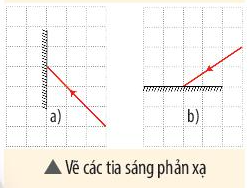 a) b)
▲ Vẽ các tia sáng phản xạ